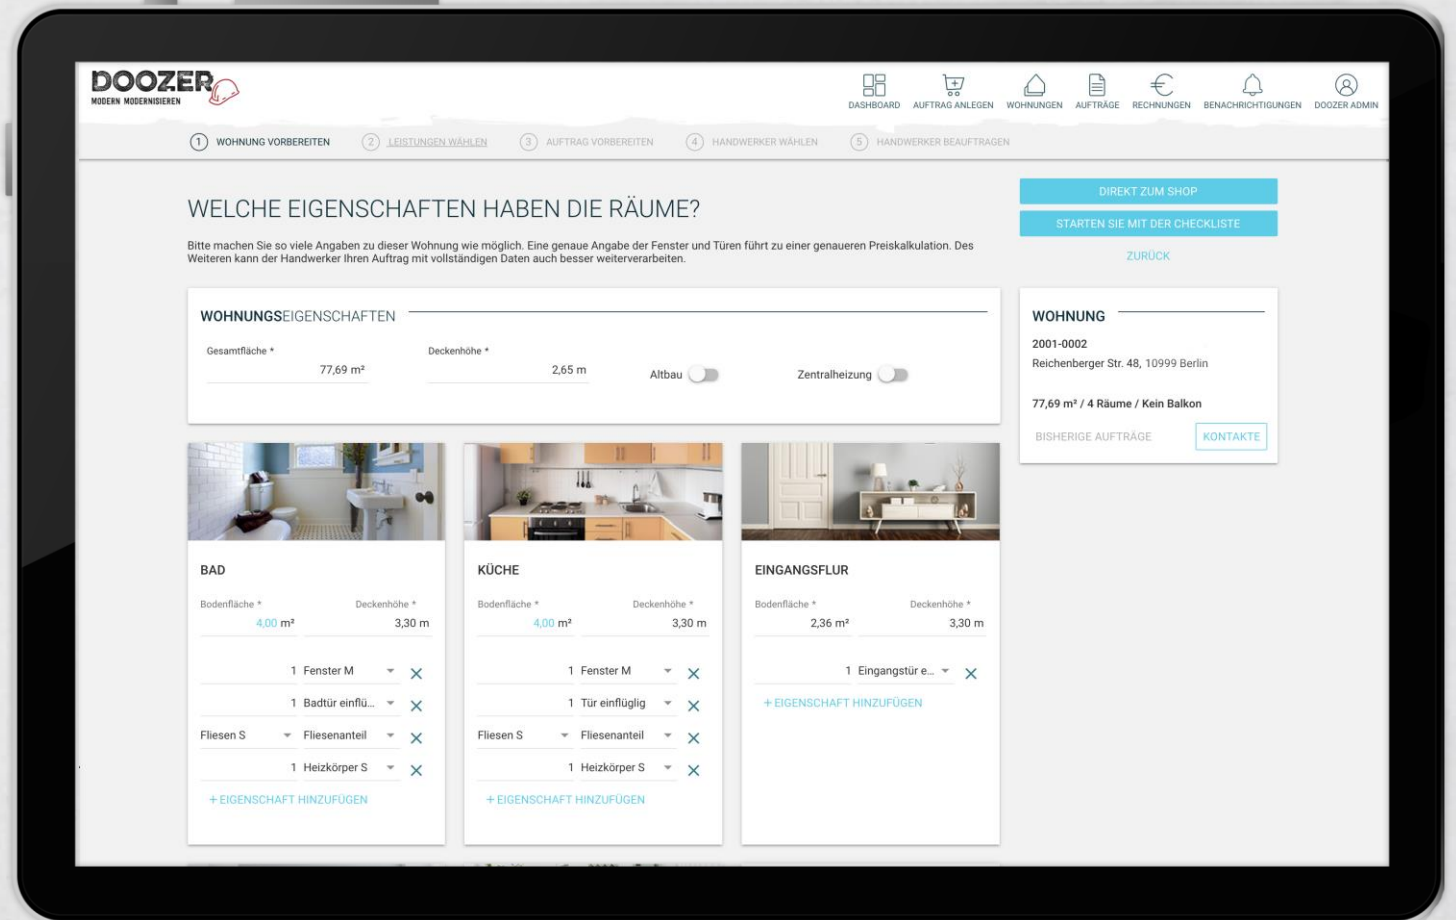 DOOZER
MODERN MODERNISIEREN
DASHBOARD AUFTRAG ANLEGEN WOHNUNGEN AUFTRÄGE RECHNUNGEN BENACHRICHTIGUNGEN DOOZER ADMIN
1 WOHNUNG VORBEREITEN 2 LEISTUNGEN WÄHLEN 3 AUFTRAG VORBEREITEN 4 HANDWERKER WÄHLEN 5 HANDWERKER BEAUFTRAGEN
WELCHE EIGENSCHAFTEN HABEN DIE RÄUME?
Bitte machen Sie so viele Angaben zu dieser Wohnung wie möglich. Eine genaue Angabe der Fenster und Türen führt zu einer genaueren Preiskalkulation. Des
Weiteren kann der Handwerker Ihren Auftrag mit vollständigen Daten auch besser weiterverarbeiten.
DIREKT ZUM SHOP
STARTEN SIE MIT DER CHECKLISTE
ZURÜCK
WOHNUNGSEIGENSCHAFTEN
Gesamtfläche * Deckenhöhe *
77,69 m² 2,65 m Altbau Zentralheizung
WOHNUNG
2001-0002
Reichenberger Str. 48, 10999 Berlin
77,69 m² / 4 Räume / Kein Balkon
BISHERIGE AUFTRÄGE KONTAKTE
BAD
Bodenfläche * Deckenhöhe *
4,00 m² 3,30 m
1 Fenster M
1 Badtür einflü...
Fliesen S Fliesenanteil
1 Heizkörper S
+ EIGENSCHAFT HINZUFÜGEN
KÜCHE
Bodenfläche * Deckenhöhe *
4,00 m² 3,30 m
1 Fenster M
1 Tür einflüglig
Fliesen S Fliesenanteil
1 Heizkörper S
+ EIGENSCHAFT HINZUFÜGEN
EINGANGSFLUR
Bodenfläche * Deckenhöhe *
2,36 m² 3,30 m
1 Eingangstür e...
+ EIGENSCHAFT HINZUFÜGEN